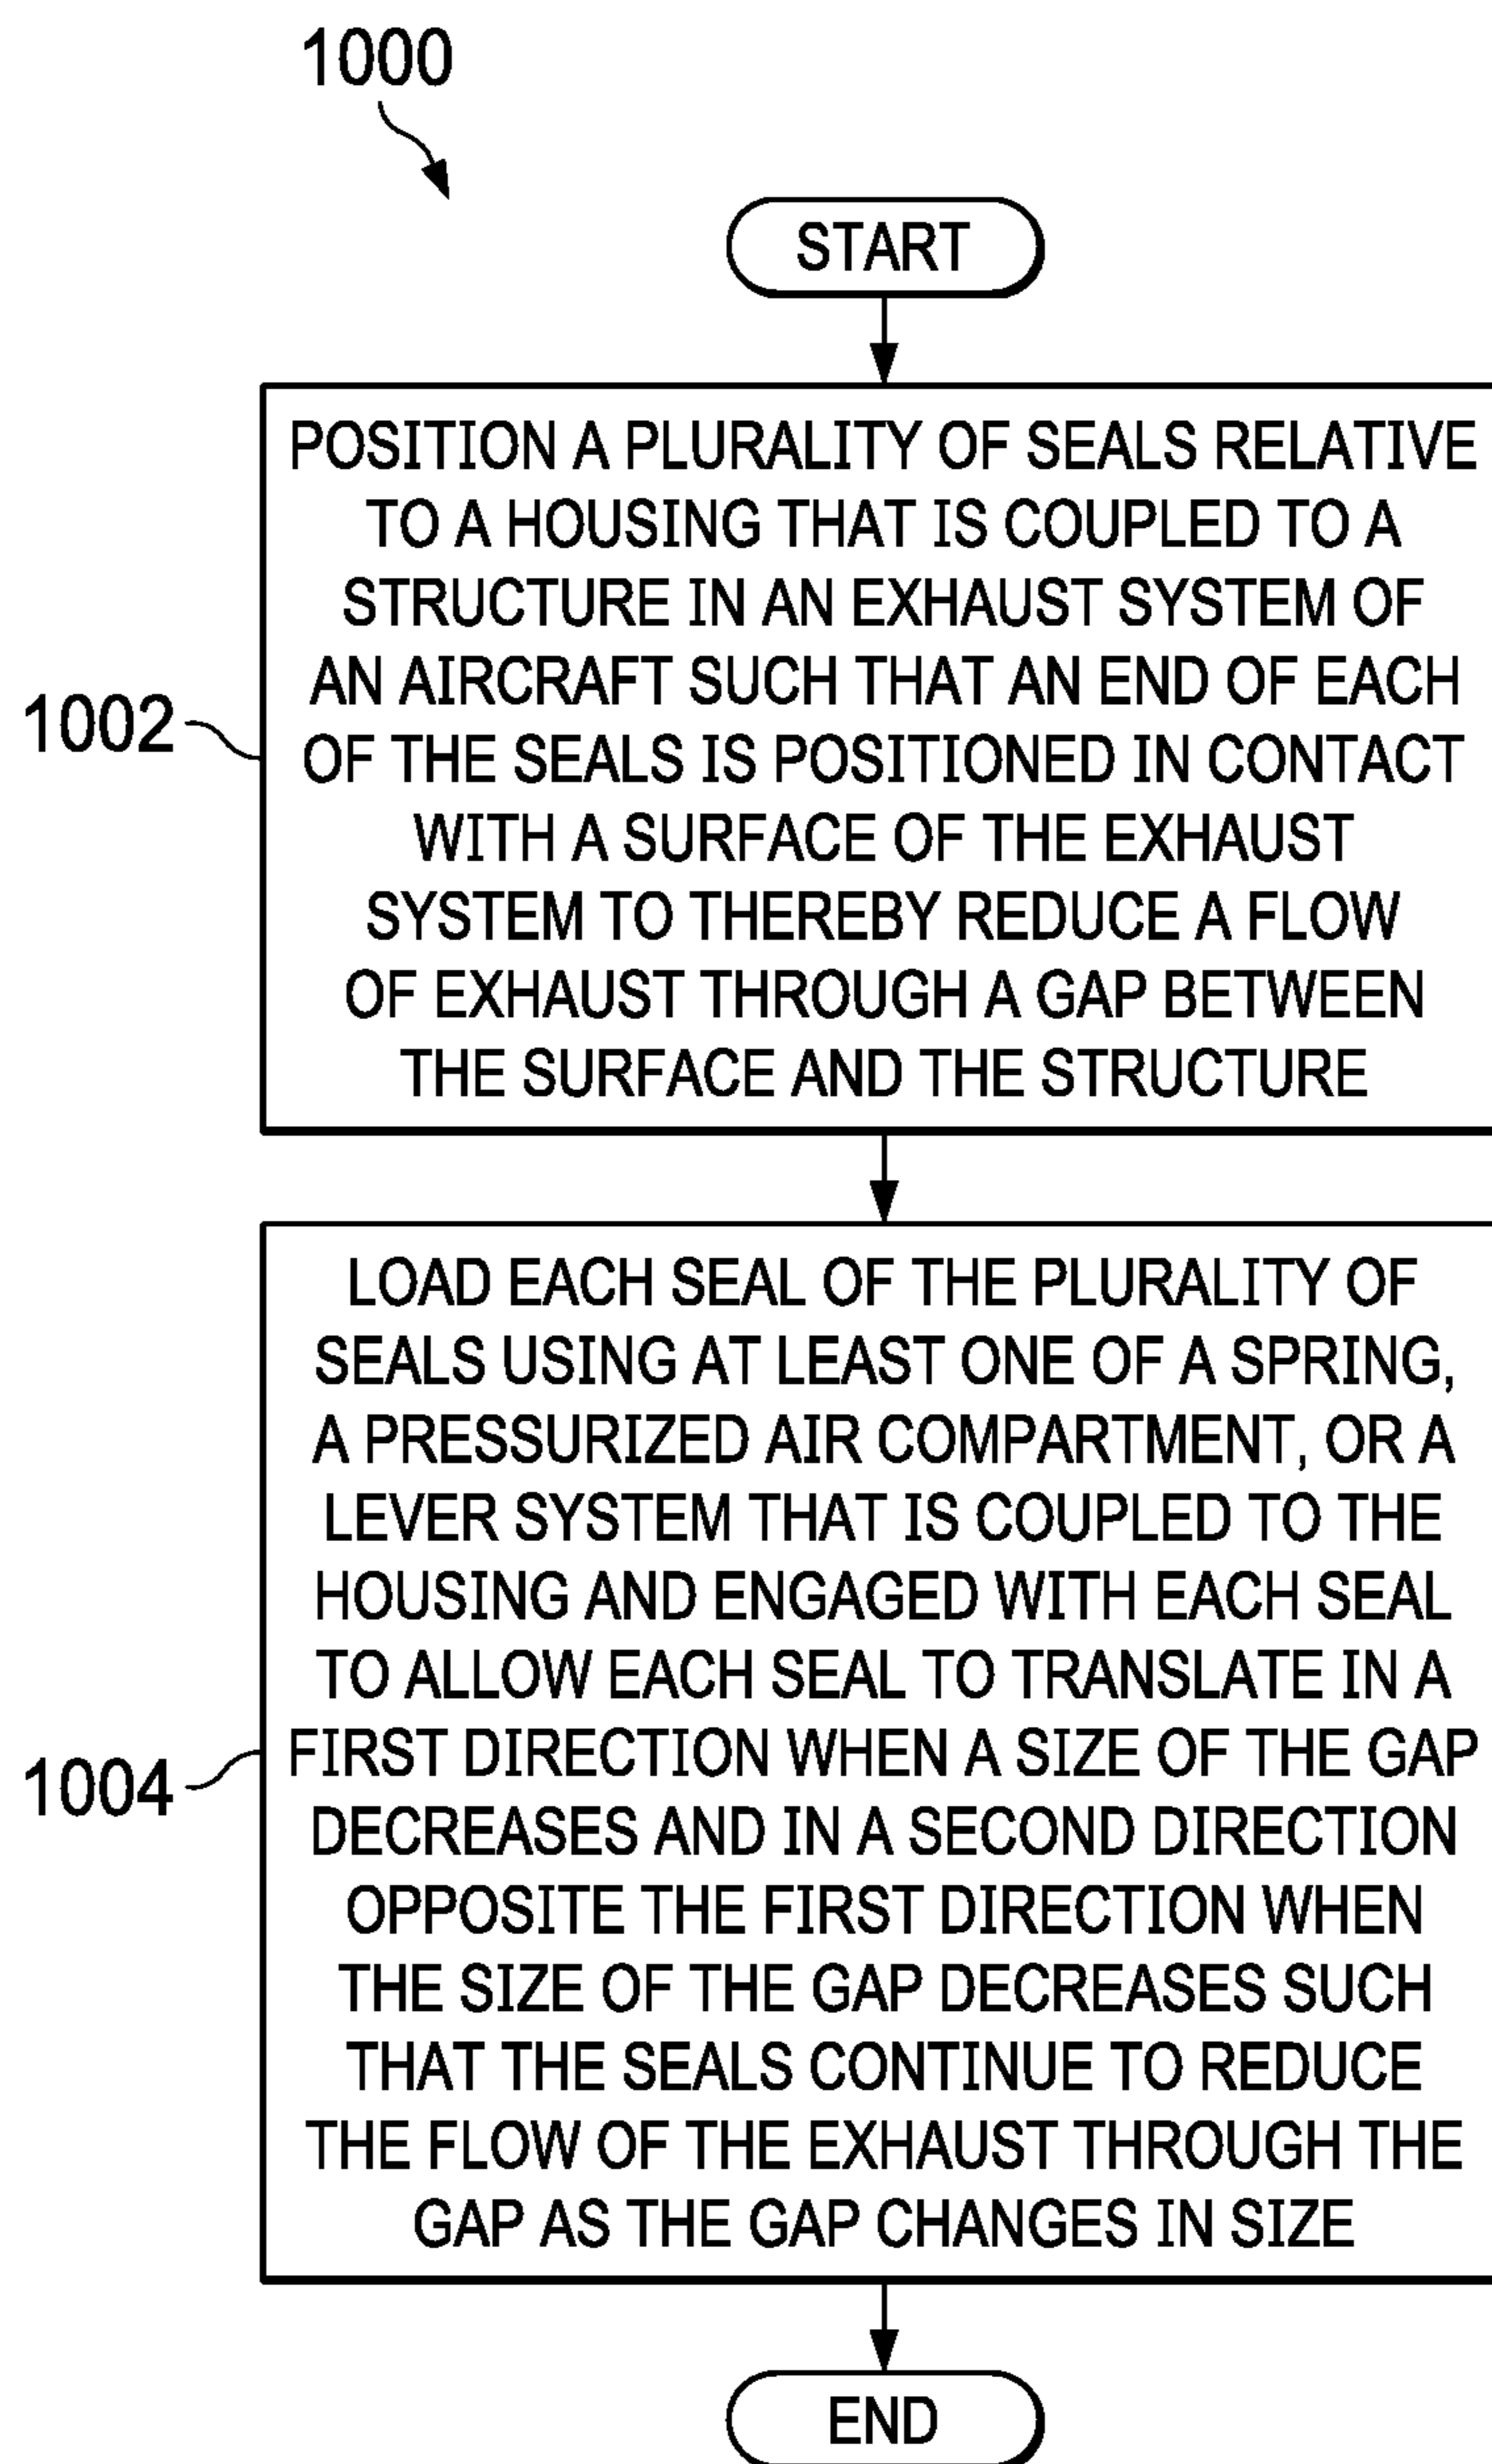 1000
START
POSITION A PLURALITY OF SEALS RELATIVE
TO A HOUSING THAT IS COUPLED TO A
STRUCTURE IN AN EXHAUST SYSTEM OF
AN AIRCRAFT SUCH THAT AN END OF EACH
OF THE SEALS IS POSITIONED IN CONTACT
WITH A SURFACE OF THE EXHAUST
SYSTEM TO THEREBY REDUCE A FLOW
OF EXHAUST THROUGH A GAP BETWEEN
THE SURFACE AND THE STRUCTURE
1002
LOAD EACH SEAL OF THE PLURALITY OF
SEALS USING AT LEAST ONE OF A SPRING,
A PRESSURIZED AIR COMPARTMENT, OR A
LEVER SYSTEM THAT IS COUPLED TO THE
HOUSING AND ENGAGED WITH EACH SEAL
TO ALLOW EACH SEAL TO TRANSLATE IN A
FIRST DIRECTION WHEN A SIZE OF THE GAP
DECREASES AND IN A SECOND DIRECTION
OPPOSITE THE FIRST DIRECTION WHEN
THE SIZE OF THE GAP DECREASES SUCH
THAT THE SEALS CONTINUE TO REDUCE
THE FLOW OF THE EXHAUST THROUGH THE
GAP AS THE GAP CHANGES IN SIZE
1004
END